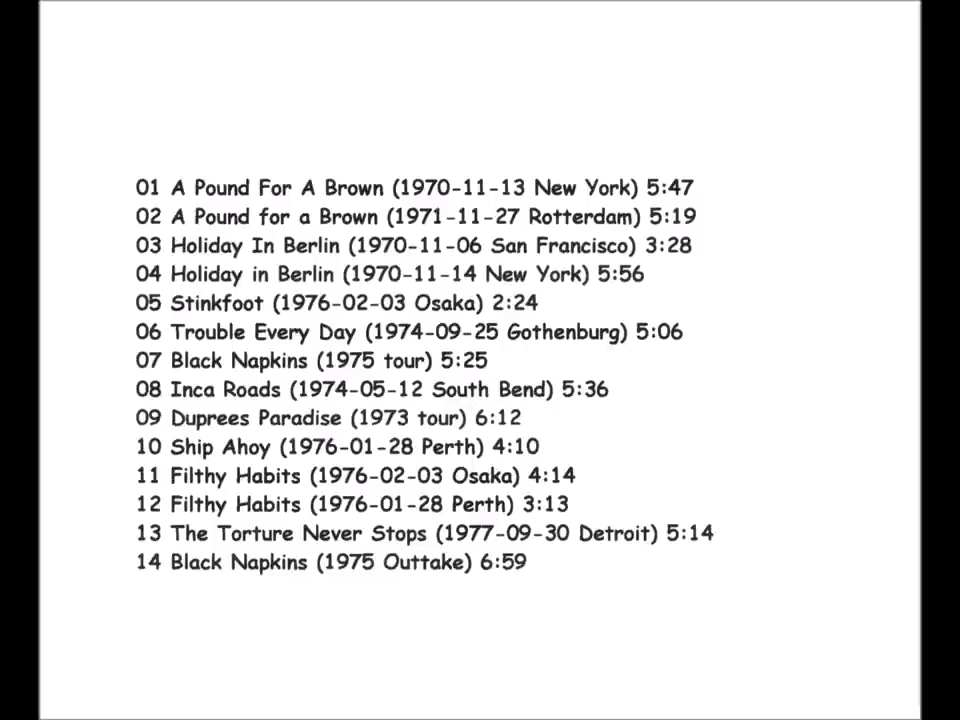 01 A Pound For A Brown (1970-11-13 New York) 5:47
02 A Pound for a Brown (1971-11-27 Rotterdam) 5:19
03 Holiday In Berlin (1970-11-06 San Francisco) 3:28
04 Holiday in Berlin (1970-11-14 New York) 5:56
05 Stinkfoot (1976-02-03 Osaka) 2:24
06 Trouble Every Day (1974-09-25 Gothenburg) 5:06
07 Black Napkins (1975 tour) 5:25
08 Inca Roads (1974-05-12 South Bend) 5:36
09 Duprees Paradise (1973 tour) 6:12
10 Ship Ahoy (1976-01-28 Perth) 4:10
11 Filthy Habits (1976-02-03 Osaka) 4:14
12 Filthy Habits (1976-01-28 Perth) 3:13
13 The Torture Never Stops (1977-09-30 Detroit) 5:14
14 Black Napkins (1975 Outtake) 6:59